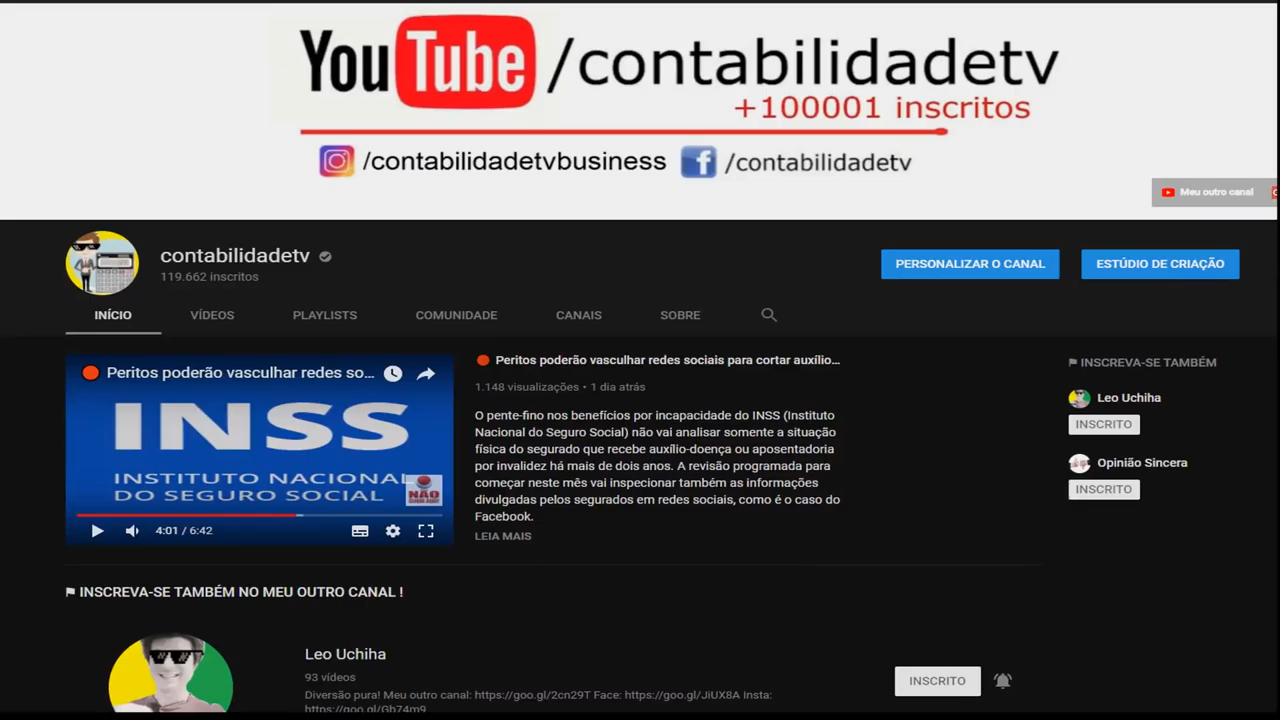 YouTube /contabilidadetv
+100001 inscritos
/contabilidadetvbusiness /contabilidadetv
Meu outro canal
contabilidadetv
119.662 inscritos
PERSONALIZAR O CANAL
ESTÚDIO DE CRIAÇÃO
INÍCIO VÍDEOS PLAYLISTS COMUNIDADE CANAIS SOBRE
Peritos poderão vasculhar redes so...
INSS
INSTITUTO NACIONAL
DO SEGURO SOCIAL
NÃO
4:01 / 6:42
Peritos poderão vasculhar redes sociais para cortar auxílio...
1.148 visualizações • 1 dia atrás
O pente-fino nos benefícios por incapacidade do INSS (Instituto
Nacional do Seguro Social) não vai analisar somente a situação
física do segurado que recebe auxílio-doença ou aposentadoria
por invalidez há mais de dois anos. A revisão programada para
começar neste mês vai inspecionar também as informações
divulgadas pelos segurados em redes sociais, como é o caso do
Facebook.
LEIA MAIS
INSCREVA-SE TAMBÉM
Leo Uchiha
INSCRITO
Opinião Sincera
INSCRITO
INSCREVA-SE TAMBÉM NO MEU OUTRO CANAL !
Leo Uchiha
93 vídeos
Diversão pura! Meu outro canal: https://goo.gl/2cn29T Face: https://goo.gl/JiUX8A Insta:
https://goo.gl/Gb74m9
INSCRITO